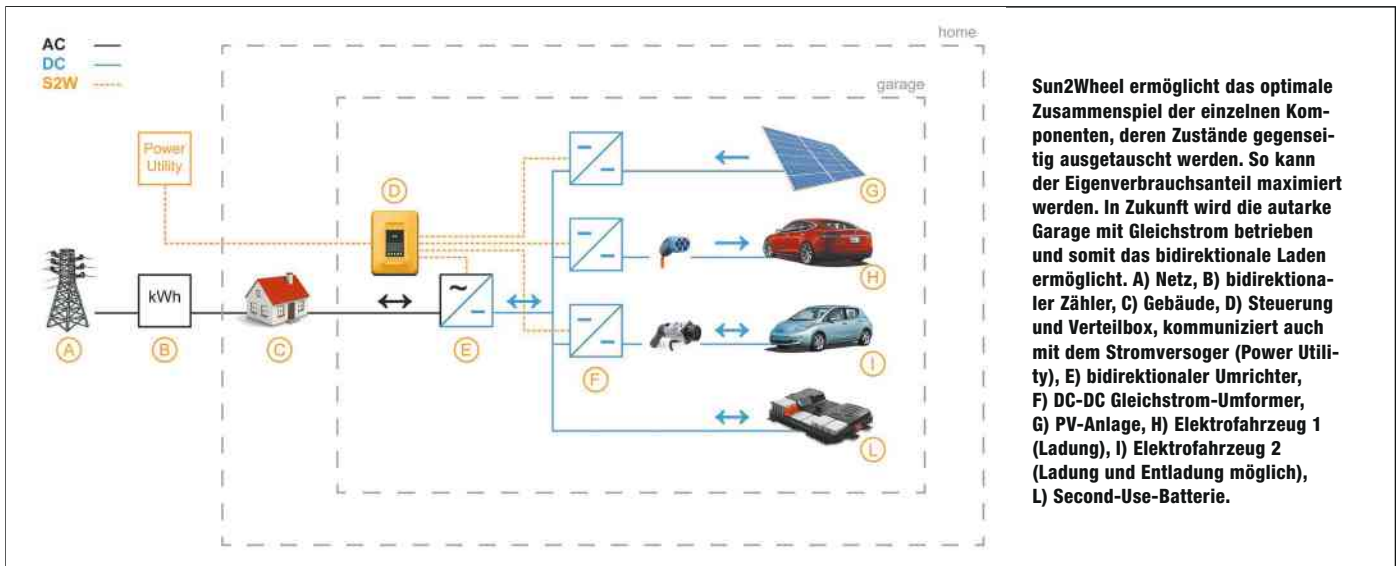 AC
DC
S2W
home
garage
Power
Utility
D
G
H
kWh
A
B
C
E
F
I
L
Sun2Wheel ermöglicht das optimale
Zusammenspiel der einzelnen Kom-
ponenten, deren Zustände gegensei-
tig ausgetauscht werden. So kann
der Eigenverbrauchsanteil maximiert
werden. In Zukunft wird die autarke
Garage mit Gleichstrom betrieben
und somit das bidirektionale Laden
ermöglicht. A) Netz, B) bidirektiona-
ler Zähler, C) Gebäude, D) Steuerung
und Verteilbox, kommuniziert auch
mit dem Stromversoger (Power Utili-
ty), E) bidirektionaler Umrichter,
F) DC-DC Gleichstrom-Umformer,
G) PV-Anlage, H) Elektrofahrzeug 1
(Ladung), I) Elektrofahrzeug 2
(Ladung und Entladung möglich),
L) Second-Use-Batterie.